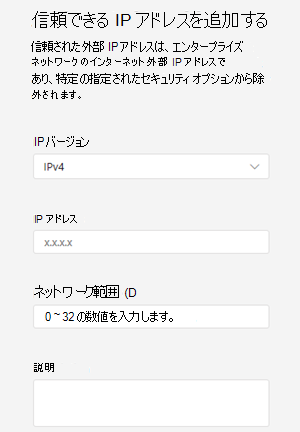 信頼できる IP アドレスを追加する
信頼された外部 IP アドレスは、エンタープライズ
ネットワークのインターネット外部 IP アドレスで
あり、特定の指定されたセキュリティ オプションから除
外されます。
IPバージョン
IPv4
IP アドレス
x.x.x.x
ネットワーク範囲 (D
0～32 の数値を入力します。
説明